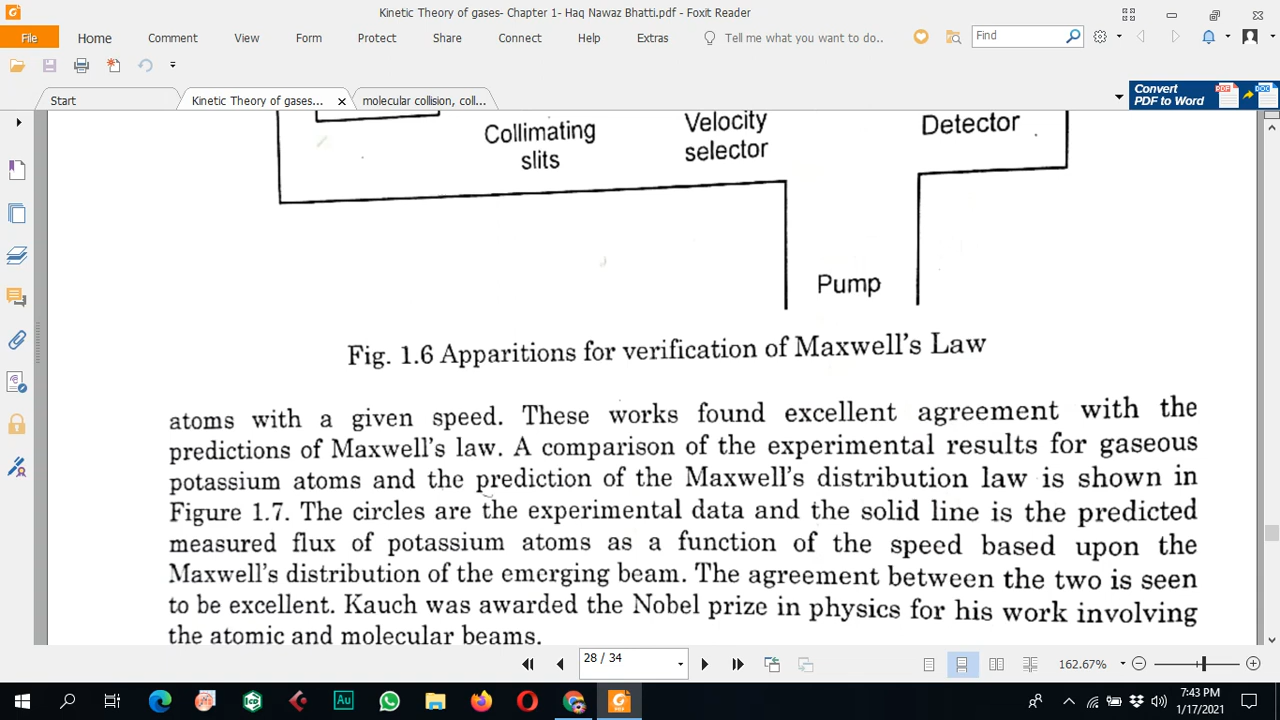 Kinetic Theory of gases- Chapter 1- Haq Nawaz Bhatti.pdf - Foxit Reader
File Home Comment View Form Protect Share Connect Help Extras Tell me what you want to do.. Find
Start Kinetic Theory of gases... molecular collision, coll...
Convert
PDF to Word
Collimating
slits
Velocity
selector
Detector
Pump
Fig. 1.6 Apparitions for verification of Maxwell's Law
atoms with a given speed. These works found excellent agreement with the
predictions of Maxwell's law. A comparison of the experimental results for gaseous
potassium atoms and the prediction of the Maxwell's distribution law is shown in
Figure 1.7. The circles are the experimental data and the solid line is the predicted
measured flux of potassium atoms as a function of the speed based upon the
Maxwell's distribution of the emerging beam. The agreement between the two is seen
to be excellent. Kauch was awarded the Nobel prize in physics for his work involving
the atomic and molecular beams.
28 / 34 162.67%
7:43 PM
1/17/2021